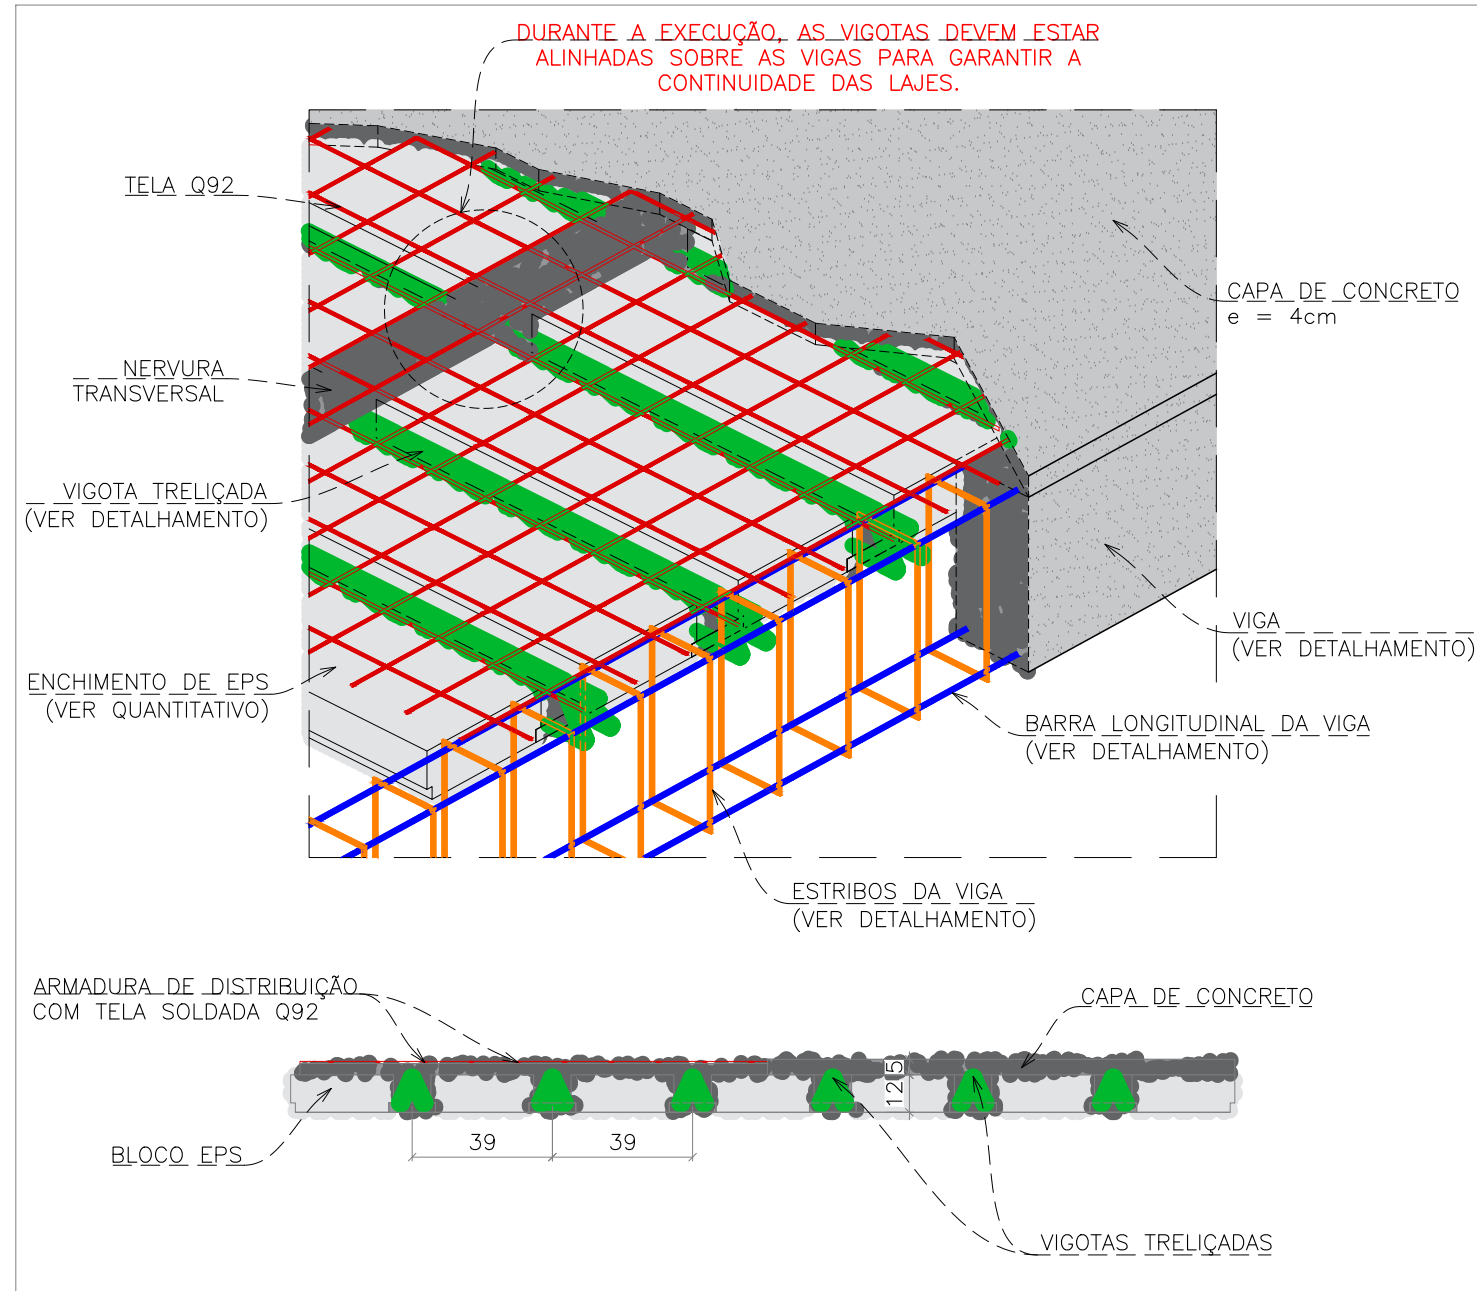 DURANTE A EXECUÇÃO, AS VIGOTAS DEVEM ESTAR
ALINHADAS SOBRE AS VIGAS PARA GARANTIR A
CONTINUIDADE DAS LAJES.
TELA Q92
CAPA DE CONCRETO
e = 4cm
NERVURA
TRANSVERSAL
VIGOTA TRELIÇADA
(VER DETALHAMENTO)
VIGA
(VER DETALHAMENTO)
ENCHIMENTO DE EPS
(VER QUANTITATIVO)
BARRA LONGITUDINAL DA VIGA
(VER DETALHAMENTO)
ESTRIBOS DA VIGA
(VER DETALHAMENTO)
ARMADURA DE DISTRIBUIÇÃO
COM TELA SOLDADA Q92
CAPA DE CONCRETO
5
12
39
39
BLOCO EPS
VIGOTAS TRELIÇADAS